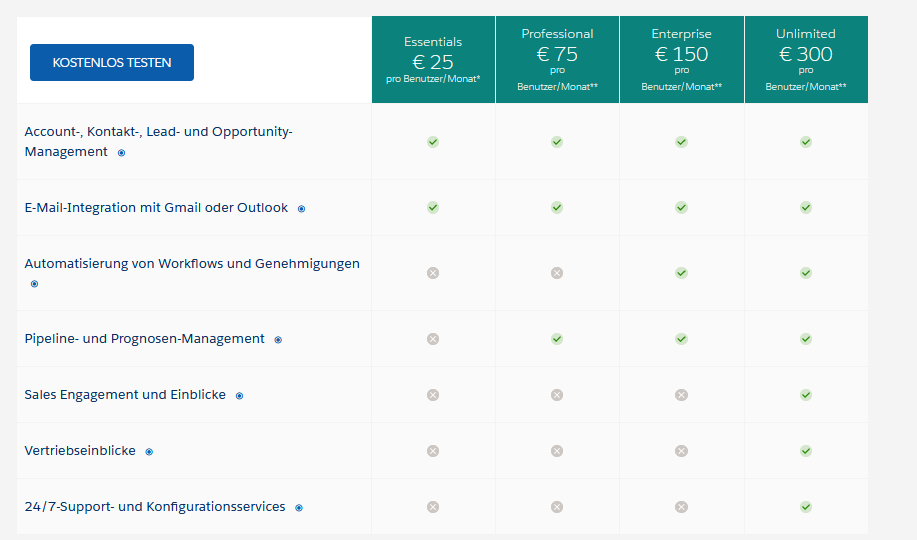 KOSTENLOS TESTEN
Essentials
€ 25
pro Benutzer/Monat*
Professional
€ 75
pro
Benutzer/Monat**
Enterprise
€ 150
pro
Benutzer/Monat**
Unlimited
€ 300
pro
Benutzer/Monat**
Account-, Kontakt-, Lead- und Opportunity-
Management
E-Mail-Integration mit Gmail oder Outlook
Automatisierung von Workflows und Genehmigungen
Pipeline- und Prognosen-Management
Sales Engagement und Einblicke
Vertriebseinblicke
24/7-Support- und Konfigurationsservices